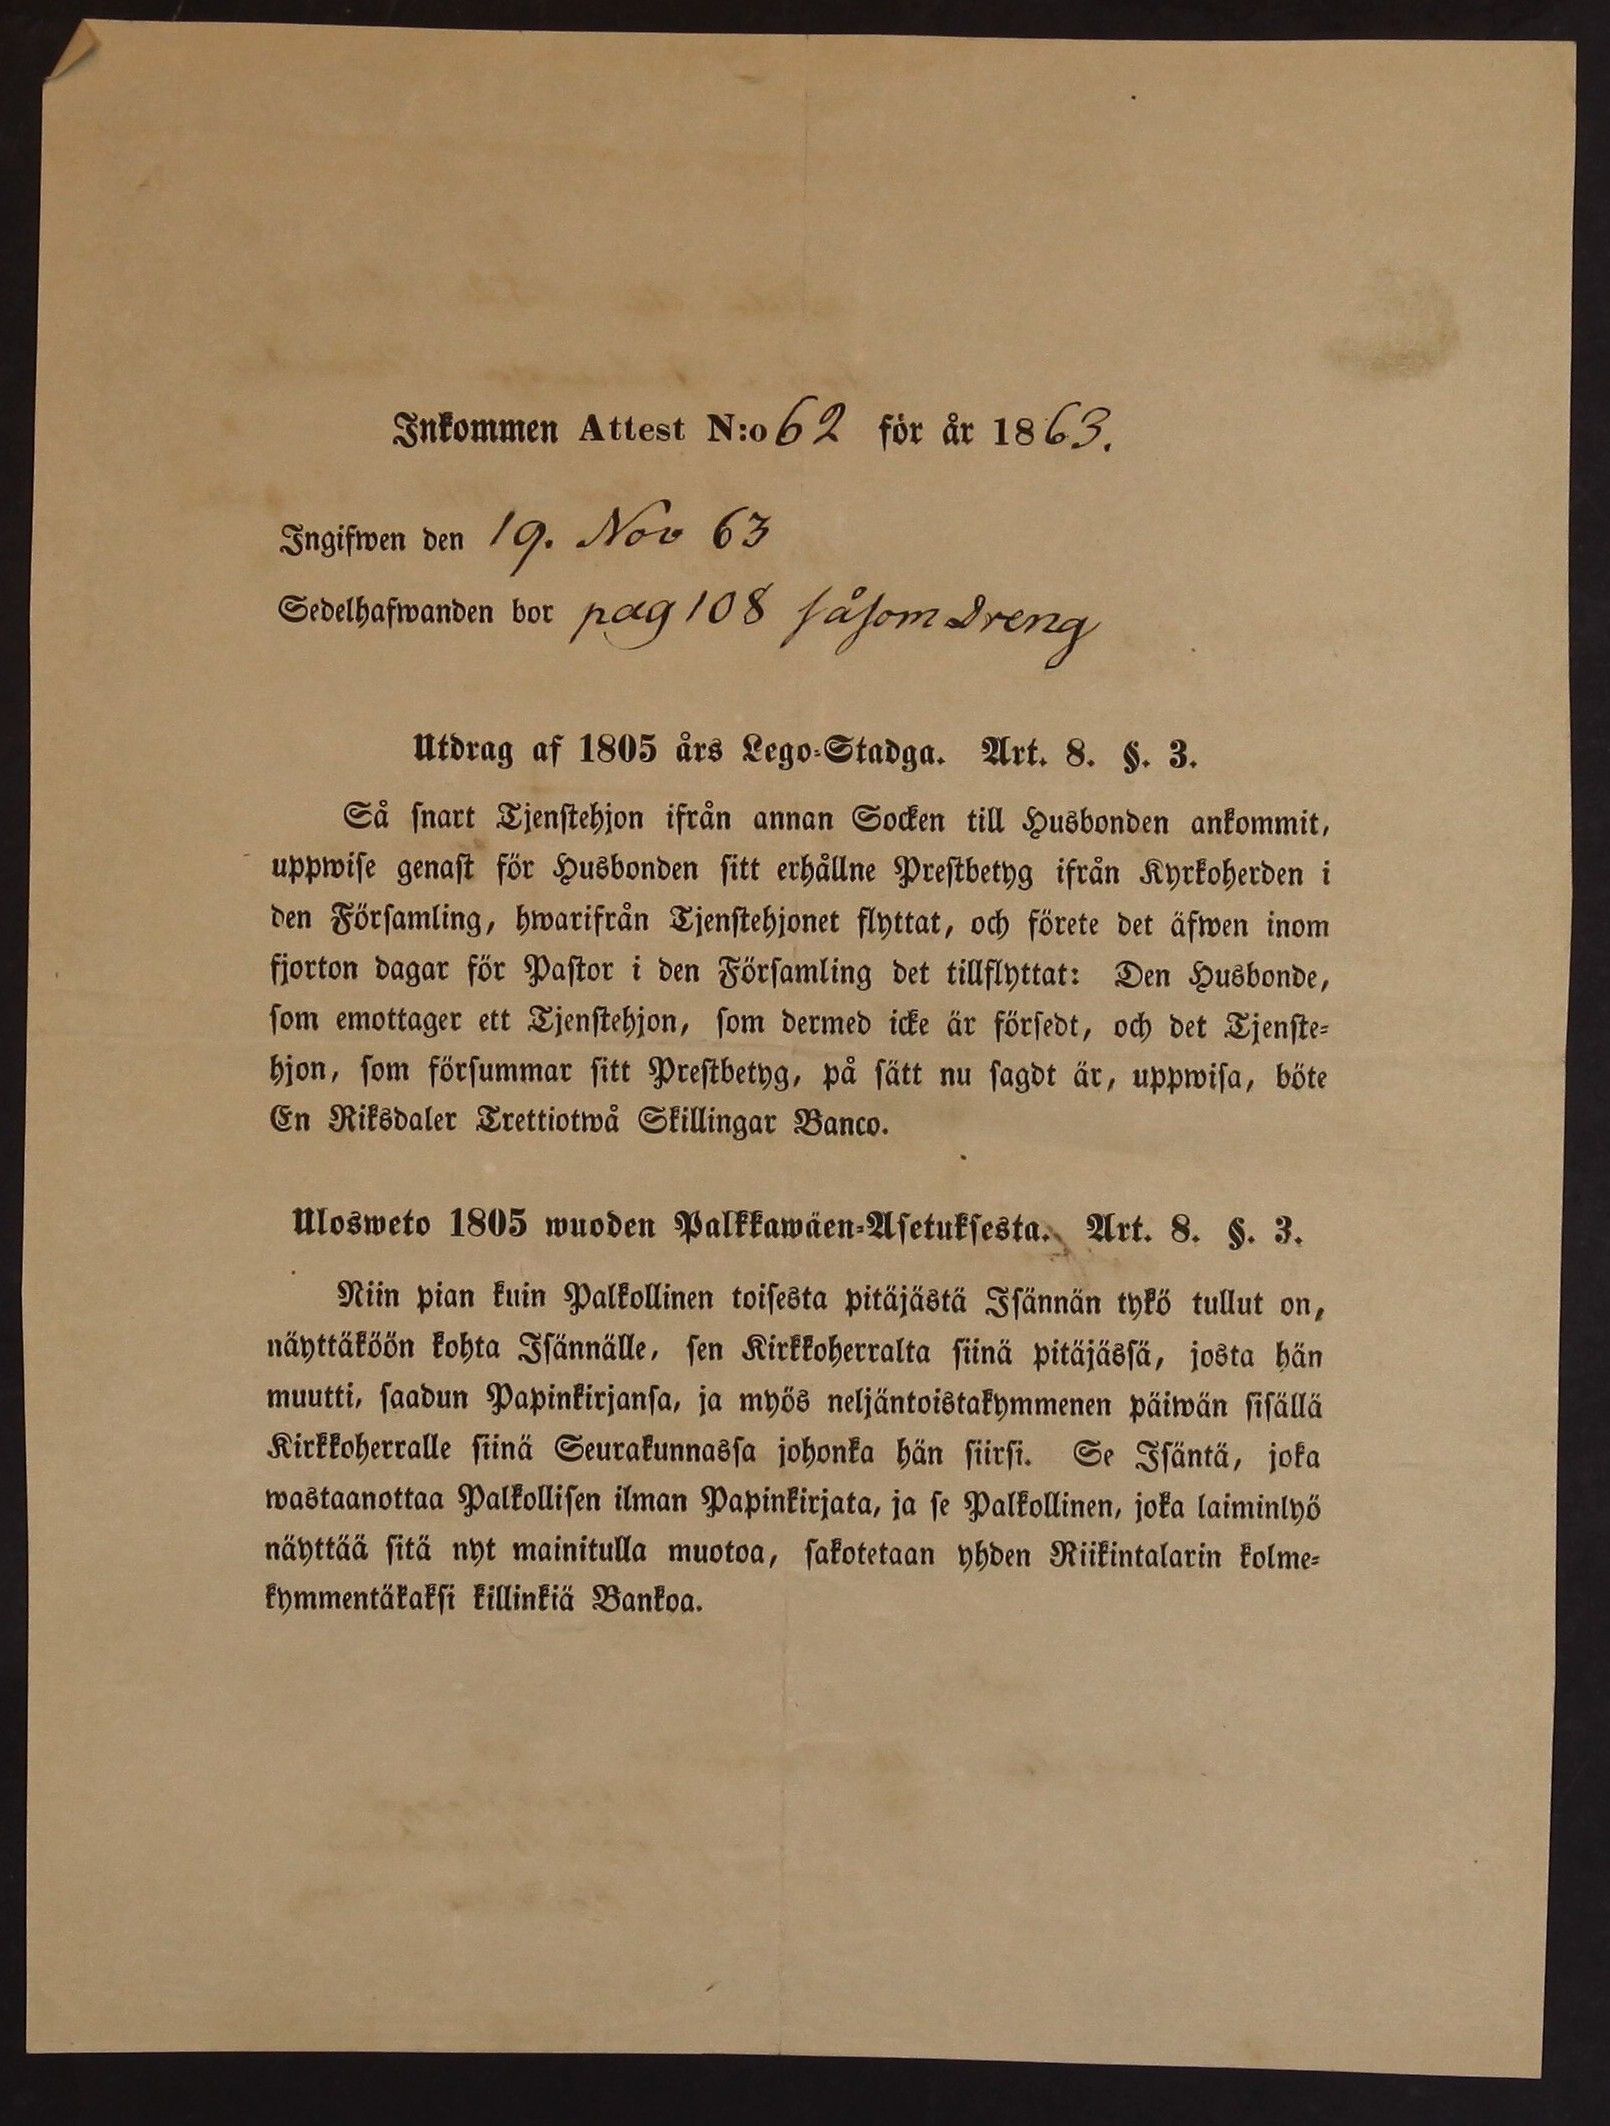 Inkommen Attest N:o 62 för år 1863.
Ingifwen den 19. Nov 63
Sedelhafwanden bor pag 108 såsom Dreng
Utdrag af 1805 års Lego-Stadga. Art. 8. §. 3.
Så snart Tjenstehjon ifrån annan Socken till Husbonden ankommit,
uppwise genast för Husbonden sitt erhållne Prestbetyg ifrån Kyrkoherden i
den Församling, hwarifrån Tjenstehjonet flyttat, och förete det äfwen inom
fjorton dagar för Pastor i den Församling det tillflyttat: Den Husbonde,
som emottager ett Tjenstehjon, som dermed icke är försedt, och det Tjenste-
hjon, som försummar sitt Prestbetyg, på sätt nu sagdt är, uppwisa, böte
En Riksdaler Trettiotwå Skillingar Banco.
Ulosweto 1805 wuoden Palkkawäen-Asetuksesta. Art. 8. §. 3.
Niin pian kuin Palkollinen toisesta pitäjästä Isännän tykö tullut on,
näyttäköön kohta Isännälle, sen Kirkkoherralta siinä pitäjässä, josta hän
muutti, saadun Papinkirjansa, ja myös neljäntoistakymmenen päiwän sisällä
Kirkkoherralle siinä Seurakunnassa johonka hän siirsi. Se Isäntä, joka
wastaanottaa Palkollisen ilman Papinkirjata, ja se Palkollinen, joka laiminlyö
näyttää sitä nyt mainitulla muotoa, sakotetaan yhden Riikintalarin kolme-
kymmentäkaksi killinkiä Bankoa.